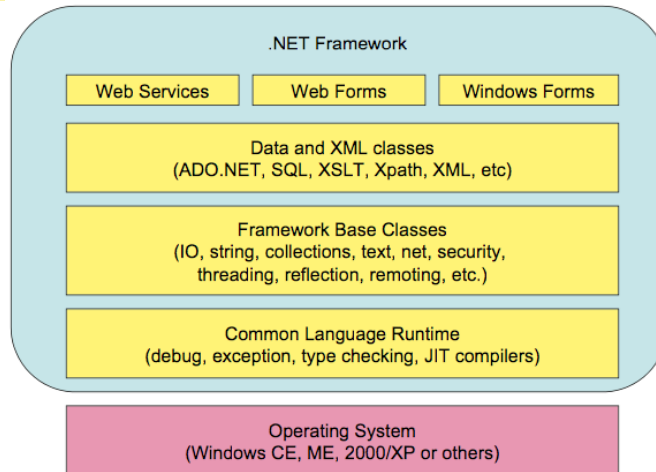 .NET Framework
Web Services
Web Forms
Windows Forms
Data and XML classes
(ADO.NET, SQL, XSLT, Xpath, XML, etc)
Framework Base Classes
(IO, string, collections, text, net, security,
threading, reflection, remoting, etc.)
Common Language Runtime
(debug, exception, type checking, JIT compilers)
Operating System
(Windows CE, ME, 2000/XP or others)